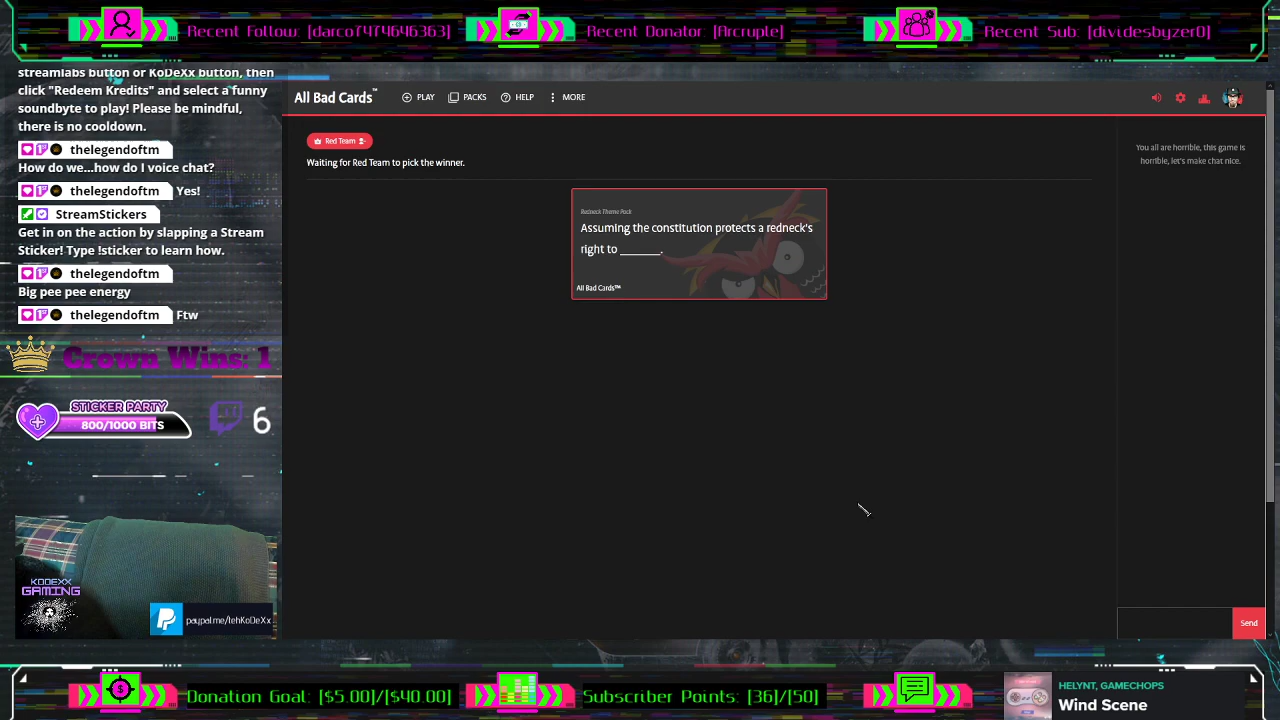 Recent Follow: [darco747464636​3]
Recent Donator: [Arcruple]
Recent Sub: [dividesbyzer0]
streamlabs button or KoDeXx button, then
click "Redeem Kredits" and select a funny
soundbyte to play! Please be mindful,
there is no cooldown.
thelegendoftm
How do we...how do I voice chat?
thelegendoftm Yes!
StreamStickers
Get in on the action by slapping a Stream
Sticker! Type !sticker to learn how.
thelegendoftm
Big pee pee energy
thelegendoftm Ftw
Crown Wins: 1
STICKER PARTY
800/1000 BITS
6
KODEXX
GAMING
paypal.me/tehKoDeXx
All Bad Cards™
PLAY
PACKS
HELP
MORE
Red Team
Waiting for Red Team to pick the winner.
Redneck Theme Pack
Assuming the constitution protects a redneck's
right to _______.
All Bad Cards™
You all are horrible, this game is
horrible, let's make chat nice.
Send
Donation Goal: [$5.00]/[$40.00]
Subscriber Points: [36]/[50]
HELYNT, GAMECHOPS
Wind Scene